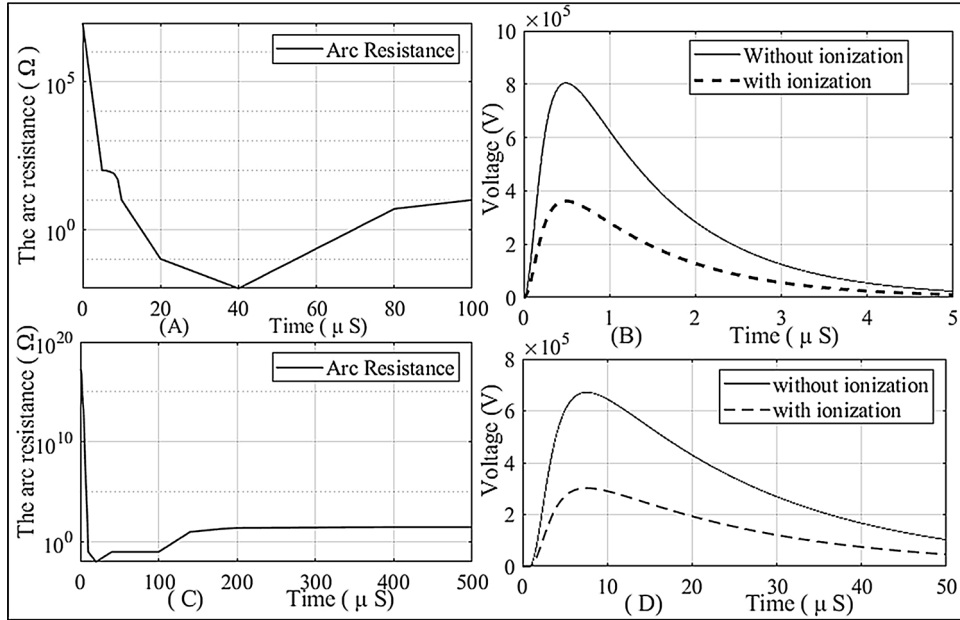 The arc resistance ( Ω )
10^5
10^0
Arc Resistance
0 20 40 60 80 100
(A) Time ( μ S)
×10^5
Voltage (V)
10
8
6
4
2
0
Without ionization
with ionization
0 1 2 3 4 5
Time ( μ S)
(B)
The arc resistance ( Ω )
10^20
10^10
10^0
Arc Resistance
0 100 200 300 400 500
( C) Time ( μ S)
×10^5
Voltage (V)
8
6
4
2
0
without ionization
with ionization
0 10 20 30 40 50
( D) Time ( μ S)